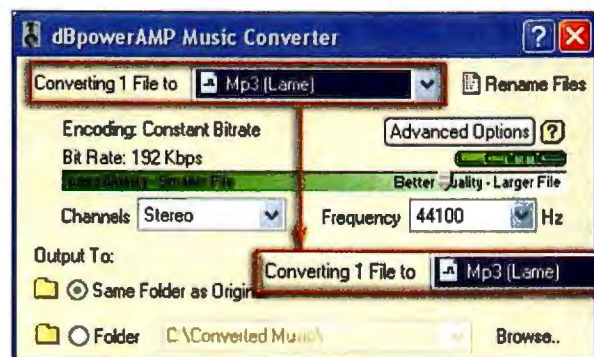 dBpowerAMP Music Converter
Converting 1 File to Mp3 (Lame) Rename Files
Encoding: Constant Bitrate Advanced Options
Bit Rate: 192 Kbps
Better Quality - Larger File
Channels Stereo Frequency 44100 Hz
Output To:
Converting 1 File to Mp3 (Lame)
Same Folder as Origin
Folder C:\Converted Music\ Browse..